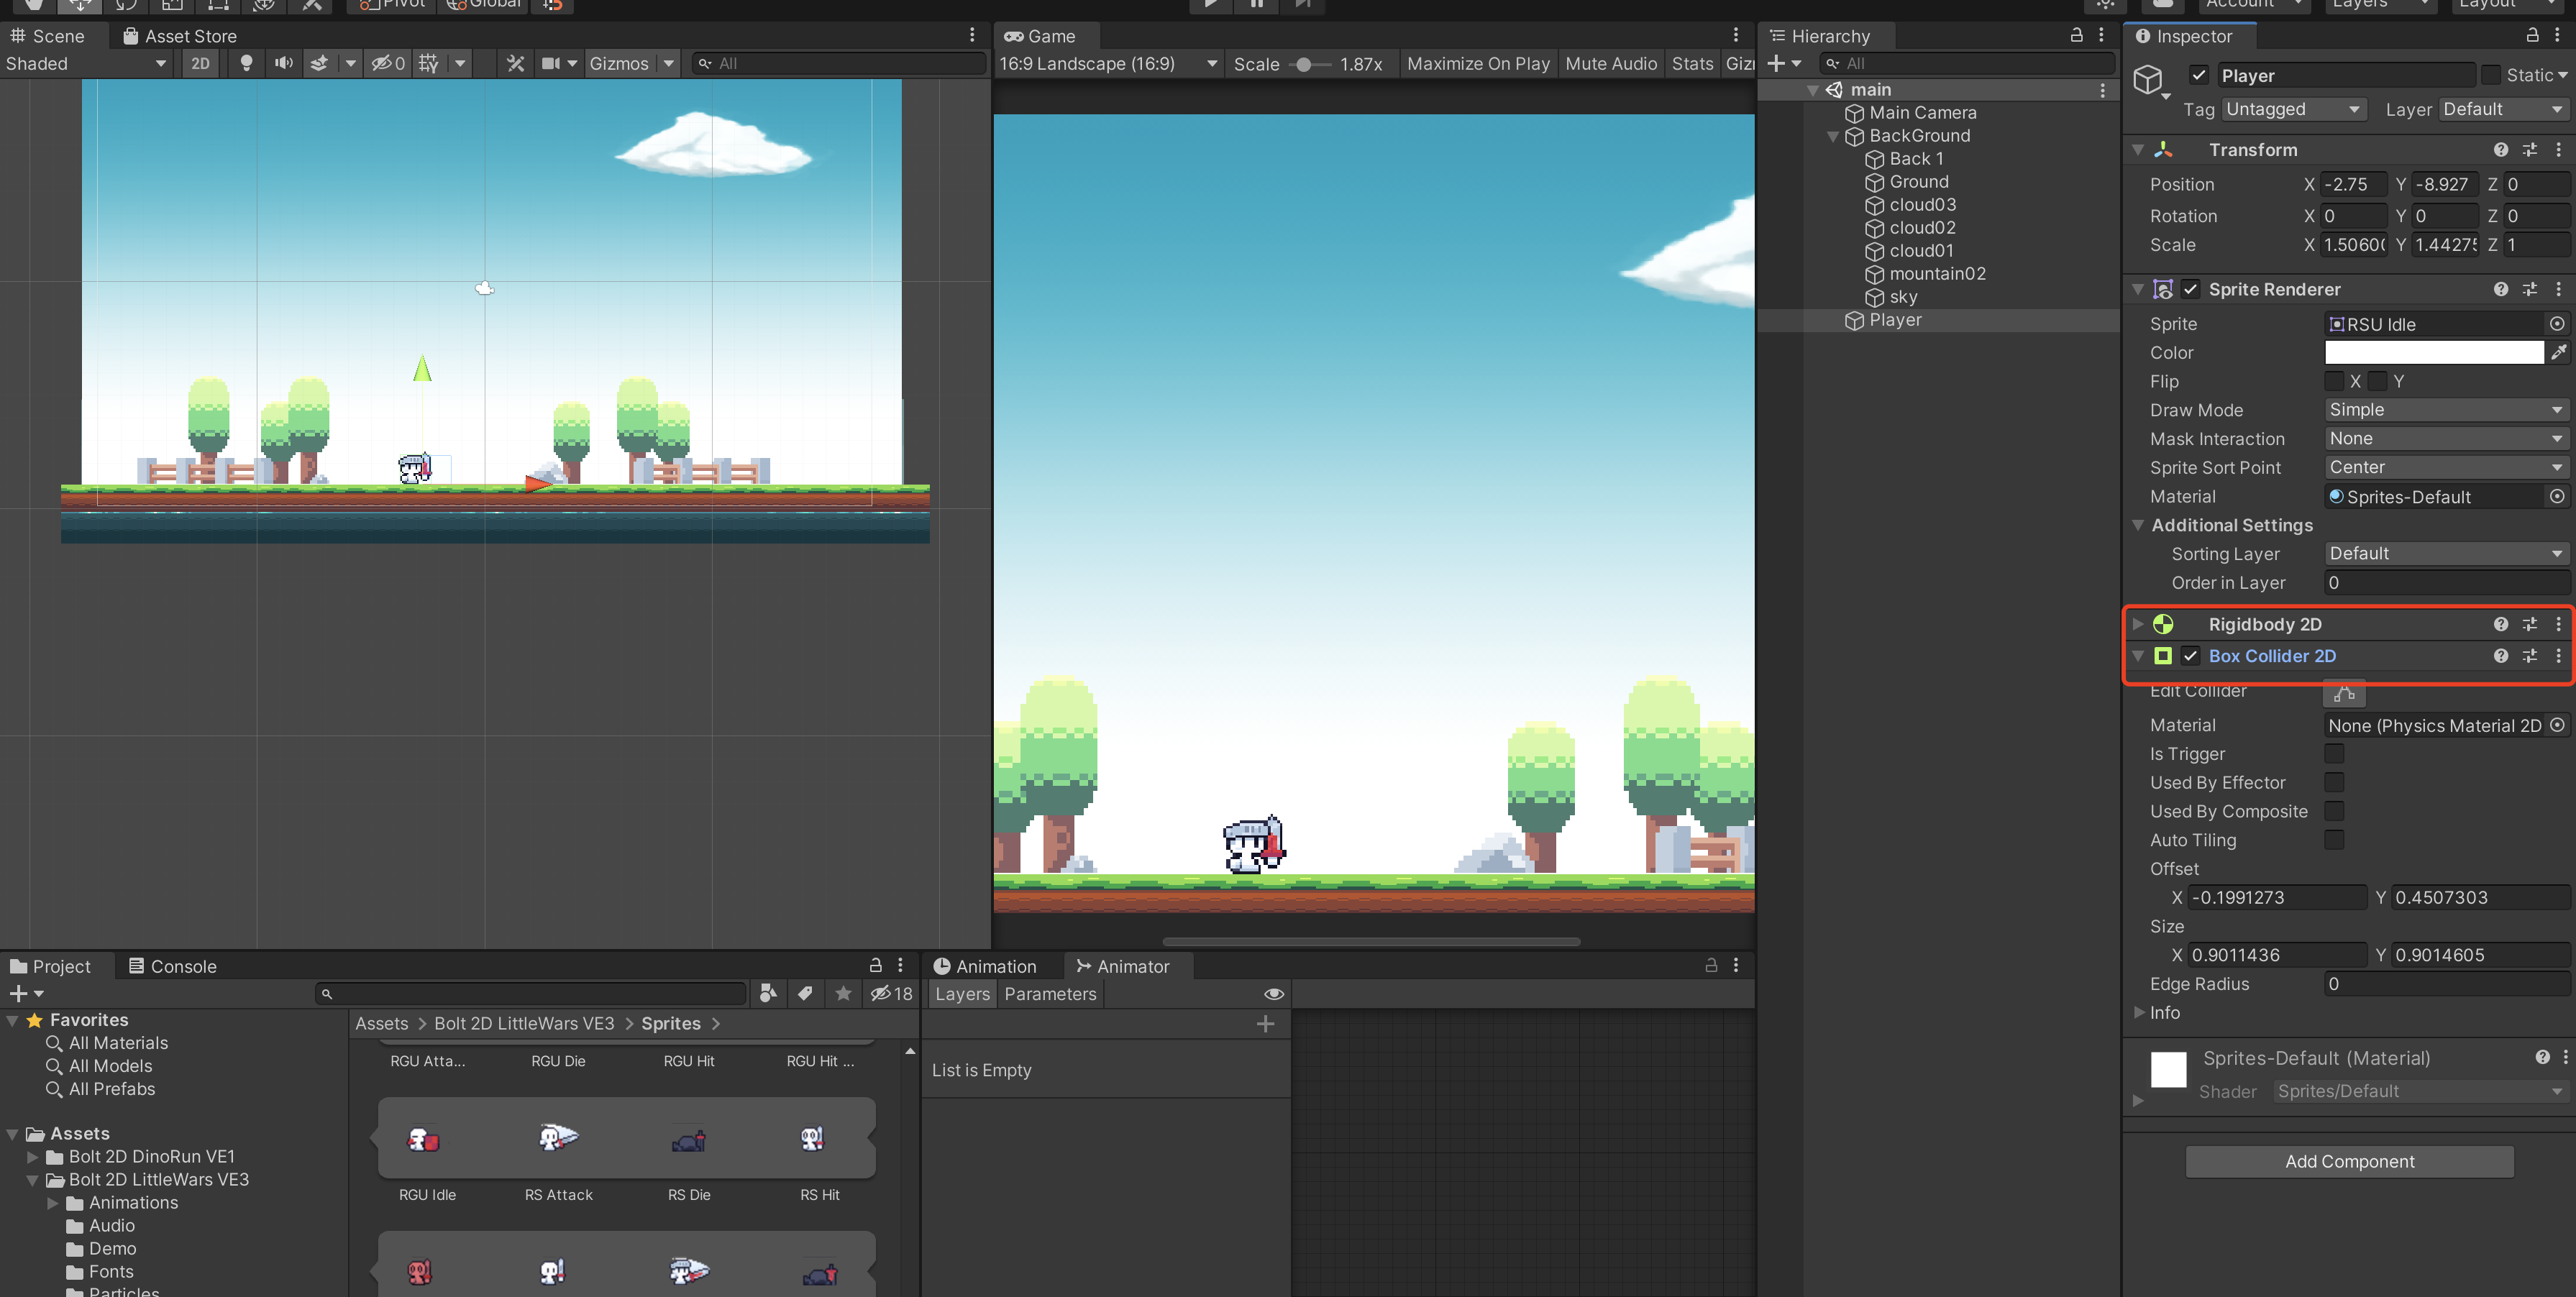 Pivot
Global
Account
Layers
Layout
Scene
Asset Store
Shaded
2D
0
Gizmos
All
Game
16:9 Landscape (16:9)
Scale
1.87x
Maximize On Play
Mute Audio
Stats
Giz
Hierarchy
All
main
Main Camera
BackGround
Back 1
Ground
cloud03
cloud02
cloud01
mountain02
sky
Player
Inspector
Player
Static
Tag Untagged
Layer Default
Transform
Position X -2.75 Y -8.927 Z 0
Rotation X 0 Y 0 Z 0
Scale X 1.5060( Y 1.4427 Z 1
Sprite Renderer
Sprite RSU Idle
Color
Flip X Y
Draw Mode Simple
Mask Interaction None
Sprite Sort Point Center
Material Sprites-Default
Additional Settings
Sorting Layer Default
Order in Layer 0
Rigidbody 2D
Box Collider 2D
Edit Collider
Material None (Physics Material 2D
Is Trigger
Used By Effector
Used By Composite
Auto Tiling
Offset
X -0.1991273 Y 0.4507303
Size
X 0.9011436 Y 0.9014605
Edge Radius 0
Info
Sprites-Default (Material)
Shader Sprites/Default
Add Component
Project
Console
18
Favorites
All Materials
All Models
All Prefabs
Assets
Bolt 2D DinoRun VE1
Bolt 2D LittleWars VE3
Animations
Audio
Demo
Fonts
Particles
Assets > Bolt 2D LittleWars VE3 > Sprites >
RGU Atta... RGU Die RGU Hit RGU Hit ...
RGU Idle RS Attack RS Die RS Hit
Animation
Animator
Layers
Parameters
List is Empty